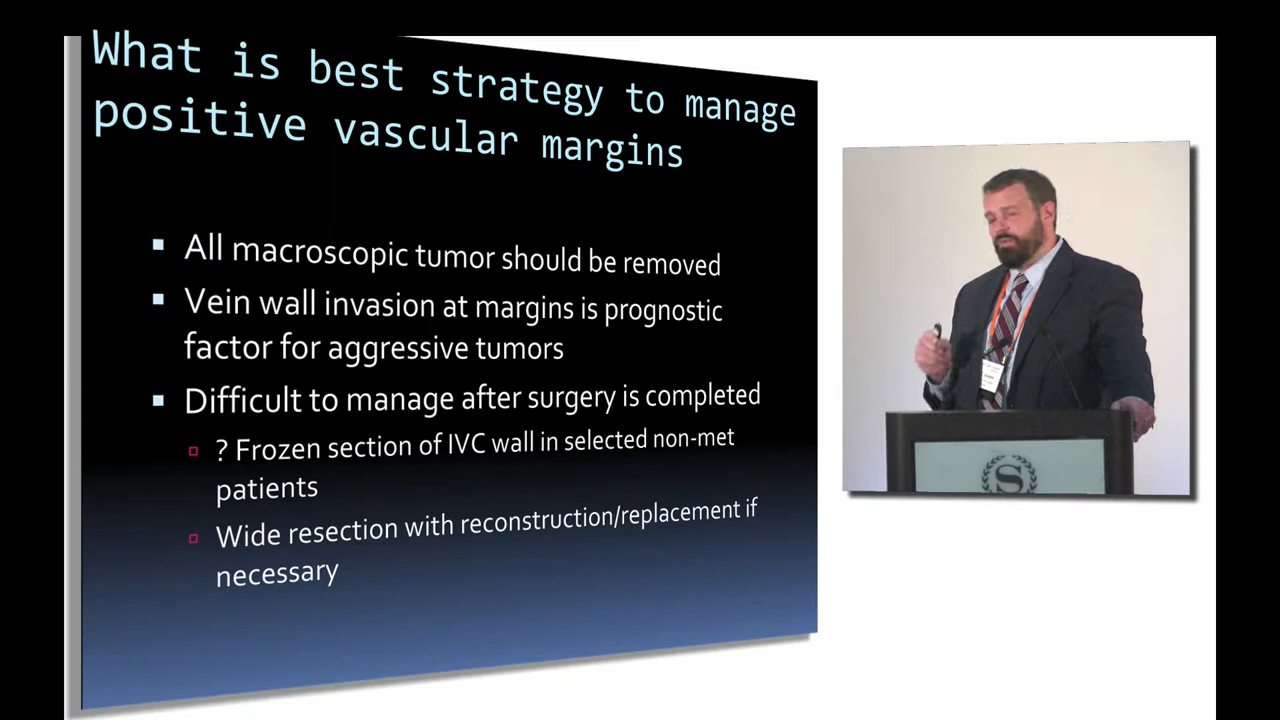 What is best strategy to manage
positive vascular margins
All macroscopic tumor should be removed
Vein wall invasion at margins is prognostic
factor for aggressive tumors
Difficult to manage after surgery is completed
? Frozen section of IVC wall in selected non-met
patients
Wide resection with reconstruction/replacement if
necessary
S